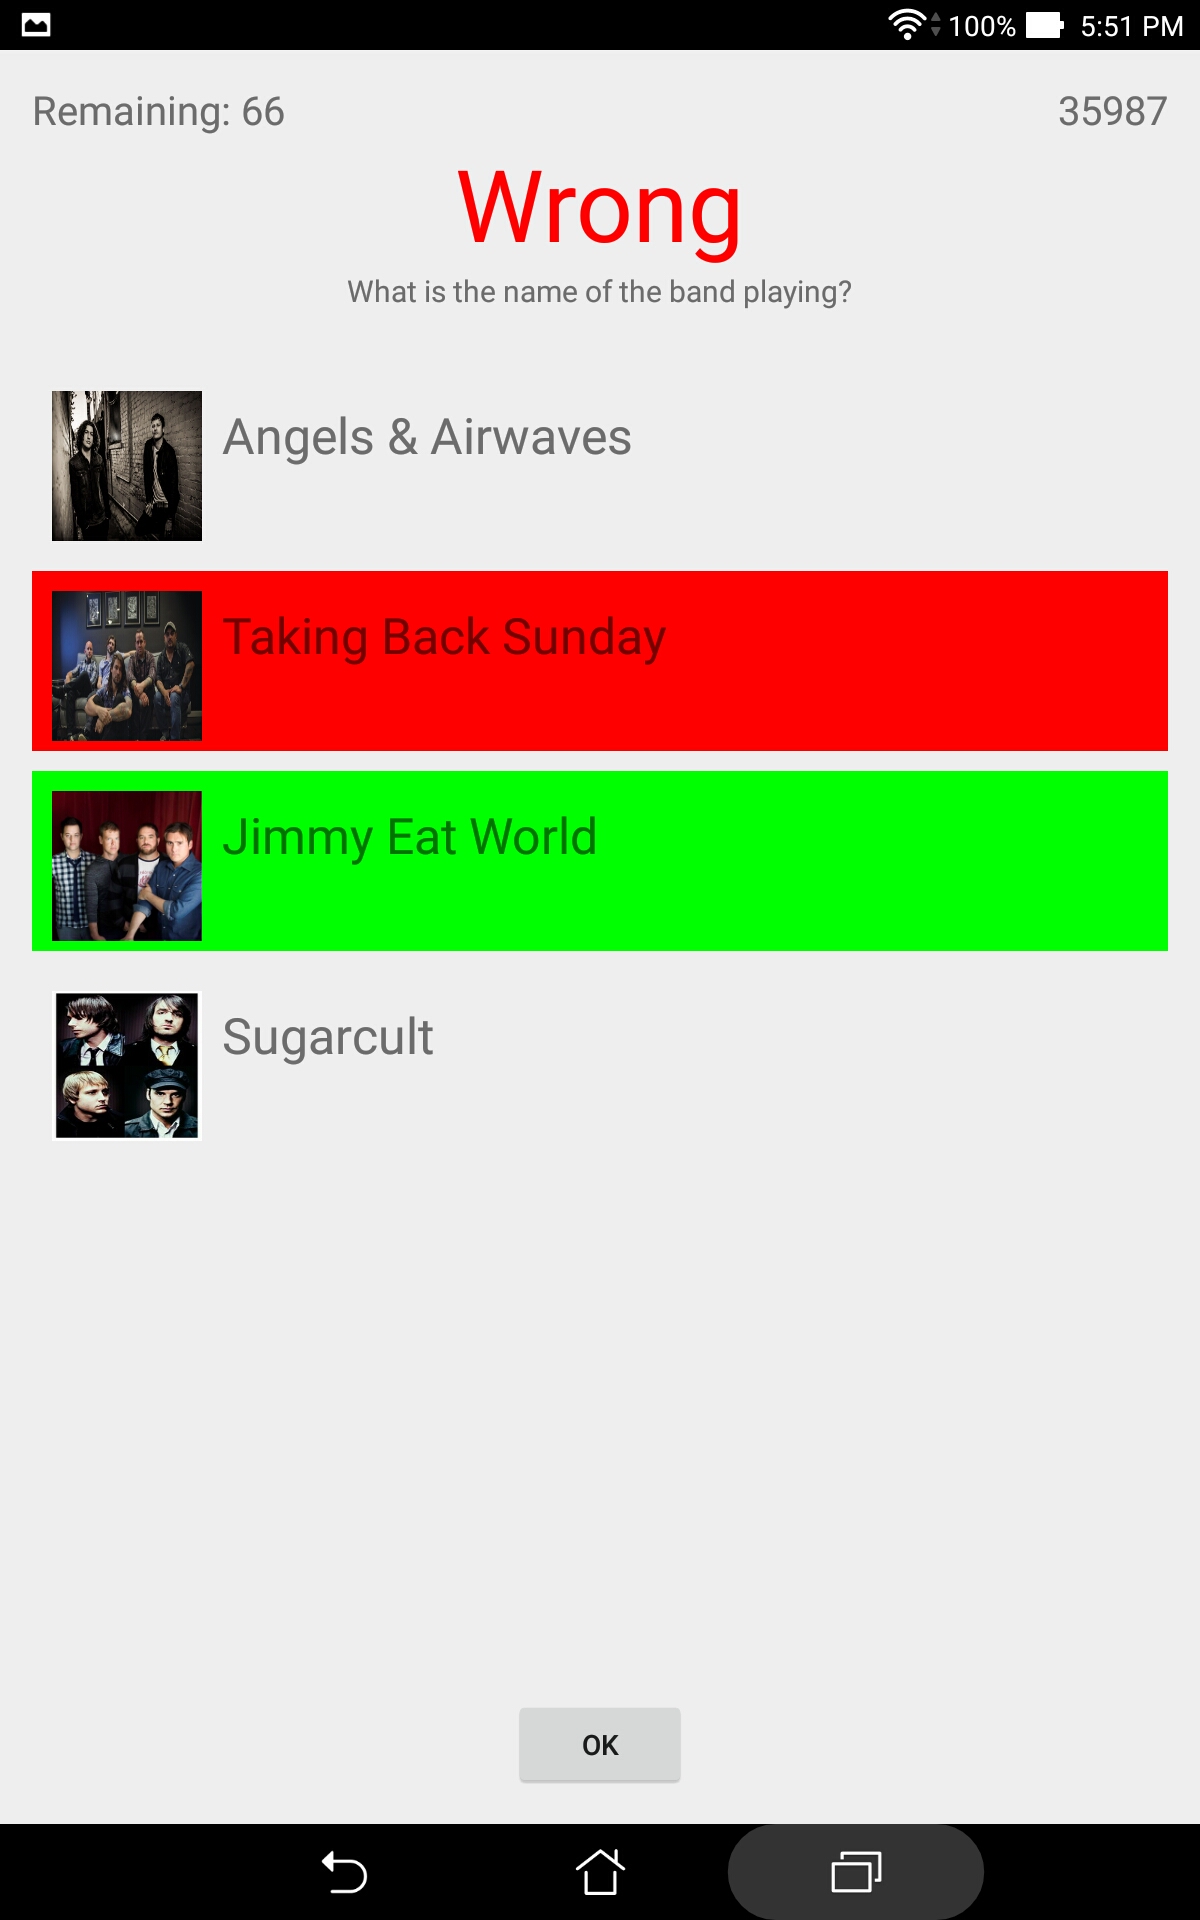 100% 5:51 PM
Remaining: 66 35987
Wrong
What is the name of the band playing?
Angels & Airwaves
Taking Back Sunday
Jimmy Eat World
Sugarcult
OK